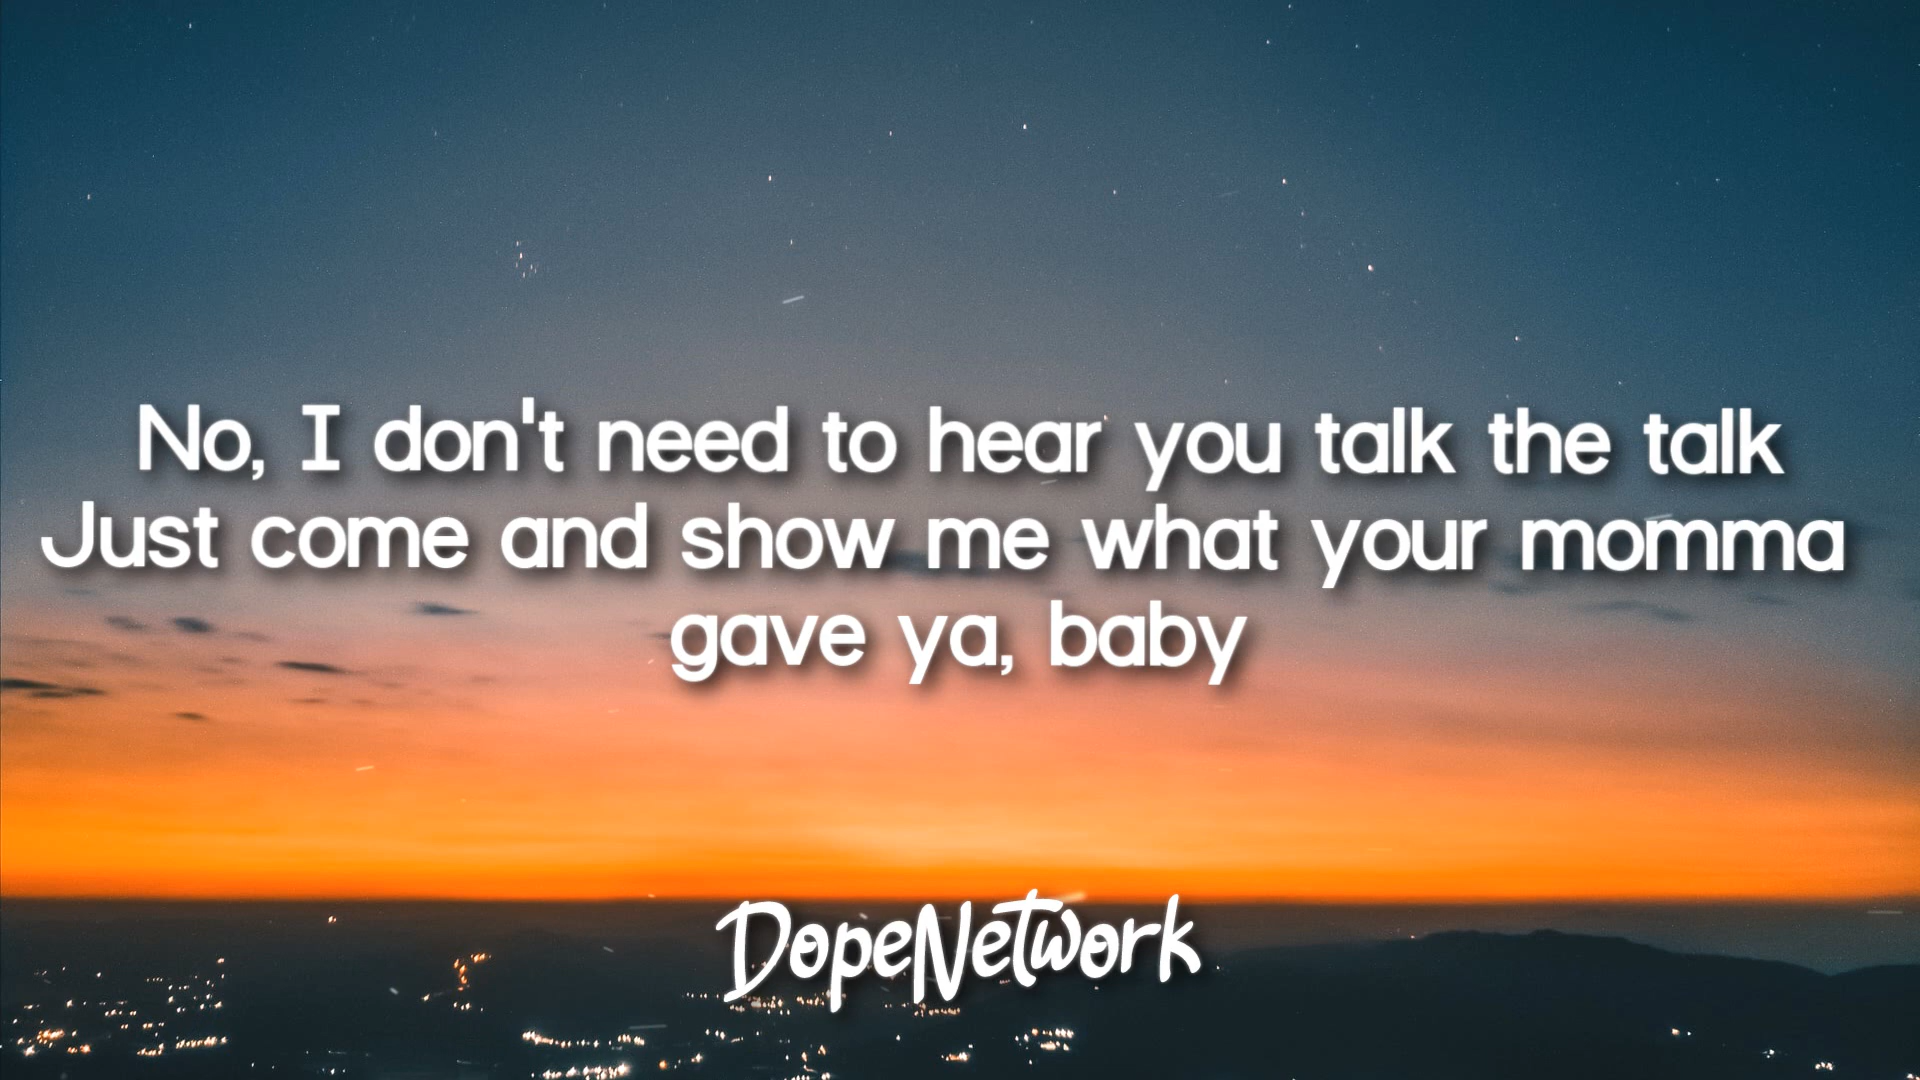 No, I don't need to hear you talk the talk
Just come and show me what your momma
gave ya, baby
DopeNetwork